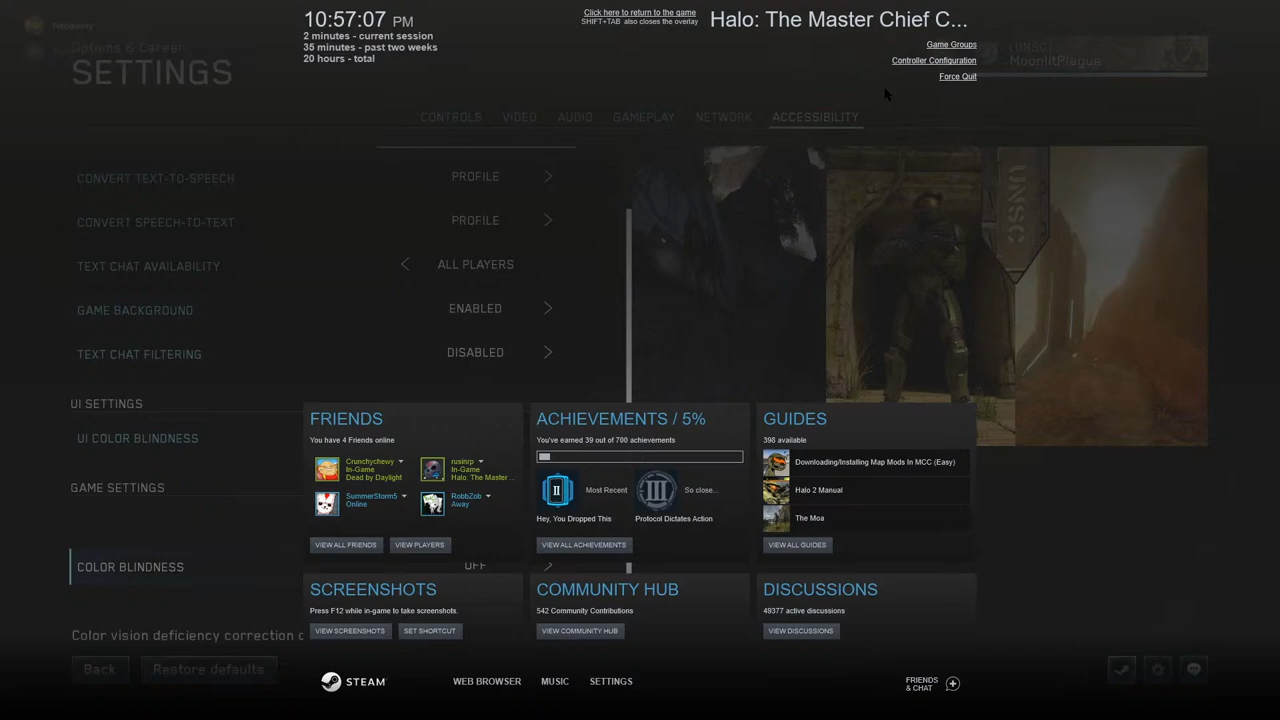 10:57:07 PM
2 minutes - current session
35 minutes - past two weeks
20 hours - total
Click here to return to the game
SHIFT+TAB also closes the overlay
Halo: The Master Chief C...
Game Groups
Controller Configuration
Force Quit
Options & Career
SETTINGS
[UNSC]
MoonlitPlague
CONTROLS VIDEO AUDIO GAMEPLAY NETWORK ACCESSIBILITY
CONVERT TEXT-TO-SPEECH PROFILE
CONVERT SPEECH-TO-TEXT PROFILE
TEXT CHAT AVAILABILITY ALL PLAYERS
GAME BACKGROUND ENABLED
TEXT CHAT FILTERING DISABLED
UNSC
UI SETTINGS
UI COLOR BLINDNESS
GAME SETTINGS
COLOR BLINDNESS OFF
Color vision deficiency correction
Back
Restore defaults
FRIENDS
You have 4 Friends online
Crunchychewy
In-Game
Dead by Daylight
rusinrp
In-Game
Halo: The Master ...
SummerStorm5
Online
RobbZob
Away
VIEW ALL FRIENDS
VIEW PLAYERS
ACHIEVEMENTS / 5%
You've earned 39 out of 700 achievements
II
Most Recent
III
So close...
Hey, You Dropped This
Protocol Dictates Action
VIEW ALL ACHIEVEMENTS
GUIDES
398 available
Downloading/Installing Map Mods In MCC (Easy)
Halo 2 Manual
The Moa
VIEW ALL GUIDES
SCREENSHOTS
Press F12 while in-game to take screenshots.
VIEW SCREENSHOTS
SET SHORTCUT
COMMUNITY HUB
542 Community Contributions
VIEW COMMUNITY HUB
DISCUSSIONS
49377 active discussions
VIEW DISCUSSIONS
STEAM
WEB BROWSER
MUSIC
SETTINGS
FRIENDS
& CHAT